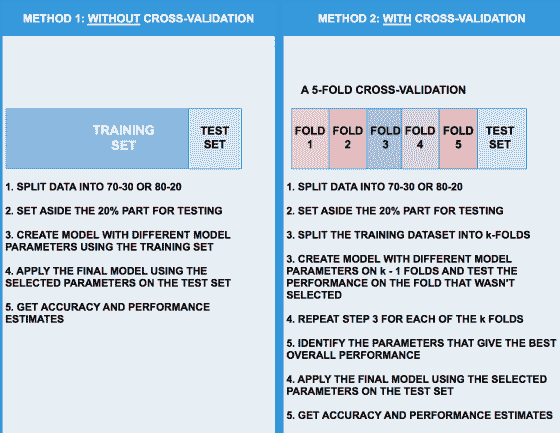 METHOD 1: WITHOUT CROSS-VALIDATION
TRAINING
SET
TEST
SET
1. SPLIT DATA INTO 70-30 OR 80-20
2. SET ASIDE THE 20% PART FOR TESTING
3. CREATE MODEL WITH DIFFERENT MODEL
PARAMETERS USING THE TRAINING SET
4. APPLY THE FINAL MODEL USING THE
SELECTED PARAMETERS ON THE TEST SET
5. GET ACCURACY AND PERFORMANCE
ESTIMATES
METHOD 2: WITH CROSS-VALIDATION
A 5-FOLD CROSS-VALIDATION
FOLD
1
FOLD
2
FOLD
3
FOLD
4
FOLD
5
TEST
SET
1. SPLIT DATA INTO 70-30 OR 80-20
2. SET ASIDE THE 20% PART FOR TESTING
3. SPLIT THE TRAINING DATASET INTO k-FOLDS
3. CREATE MODEL WITH DIFFERENT MODEL
PARAMETERS ON k - 1 FOLDS AND TEST THE
PERFORMANCE ON THE FOLD THAT WASN'T
SELECTED
4. REPEAT STEP 3 FOR EACH OF THE k FOLDS
5. IDENTIFY THE PARAMETERS THAT GIVE THE BEST
OVERALL PERFORMANCE
4. APPLY THE FINAL MODEL USING THE SELECTED
PARAMETERS ON THE TEST SET
5. GET ACCURACY AND PERFORMANCE ESTIMATES